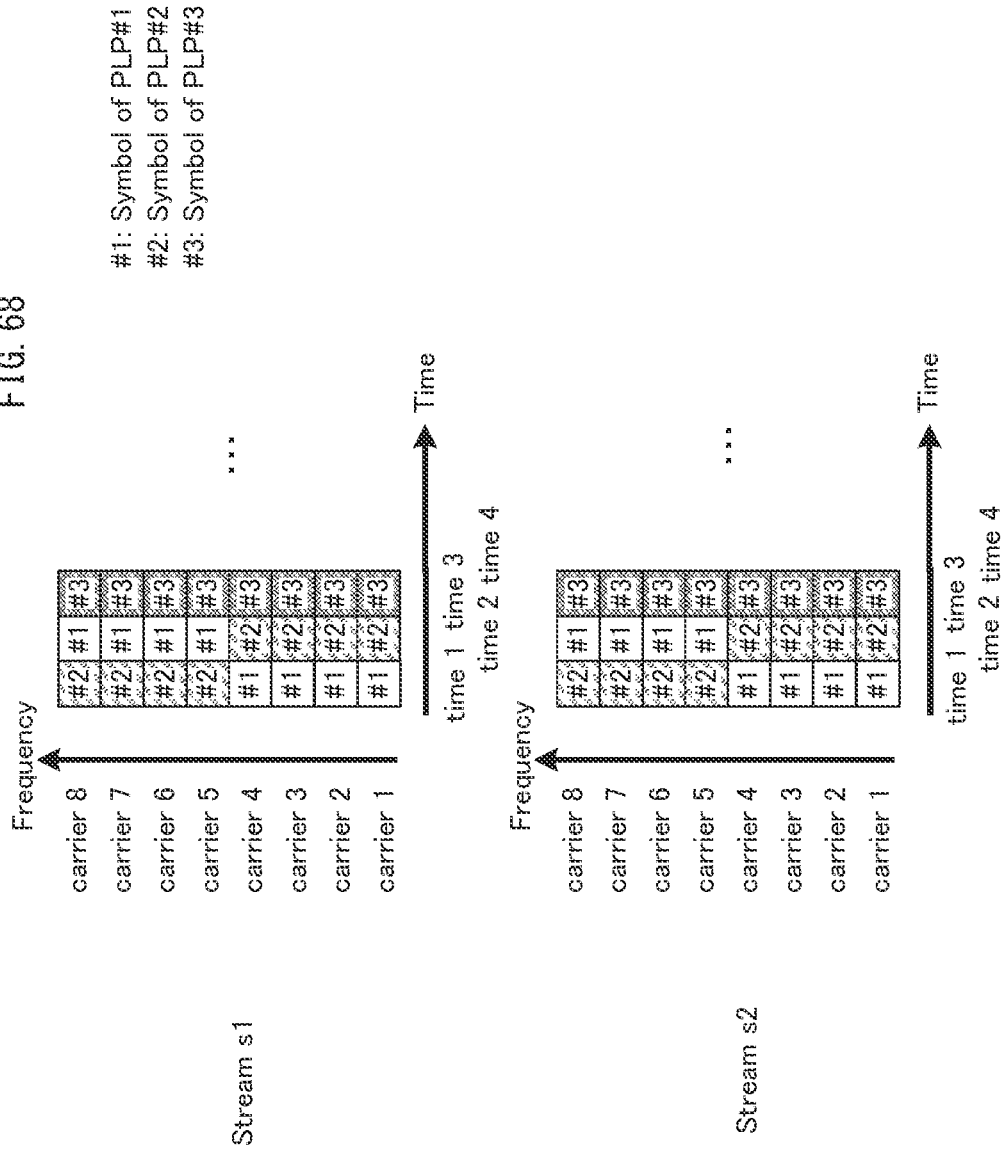 FIG. 68
#1: Symbol of PLP#1
#2: Symbol of PLP#2
#3: Symbol of PLP#3
Stream s1
Frequency
carrier 8 #2 #1 #3
carrier 7 #2 #1 #3
carrier 6 #2 #1 #3
carrier 5 #2 #1 #3
carrier 4 #1 #2 #3
carrier 3 #1 #2 #3
carrier 2 #1 #2 #3
carrier 1 #1 #2 #3
...
Time
time 1 time 3
time 2 time 4
Stream s2
Frequency
carrier 8 #2 #1 #3
carrier 7 #2 #1 #3
carrier 6 #2 #1 #3
carrier 5 #2 #1 #3
carrier 4 #1 #2 #3
carrier 3 #1 #2 #3
carrier 2 #1 #2 #3
carrier 1 #1 #2 #3
...
Time
time 1 time 3
time 2 time 4